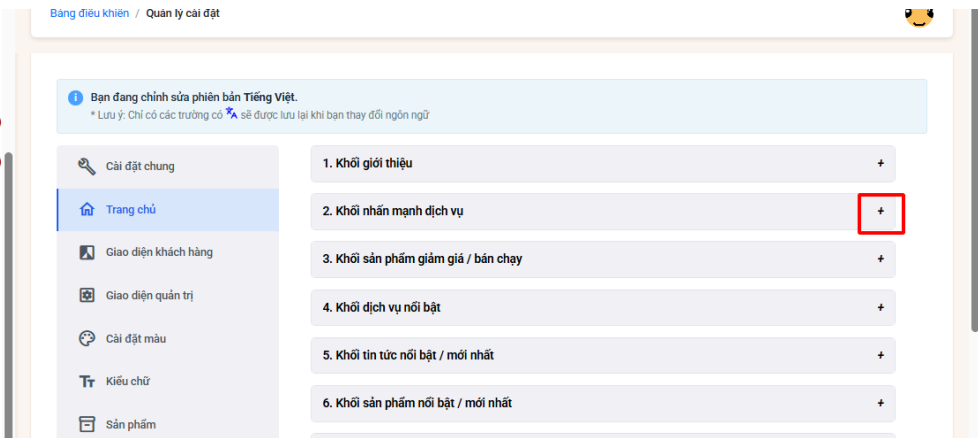 Bảng điều khiển / Quản lý cài đặt
Bạn đang chỉnh sửa phiên bản Tiếng Việt.
* Lưu ý: Chỉ có các trường có sẽ được lưu lại khi bạn thay đổi ngôn ngữ
Cài đặt chung
Trang chủ
Giao diện khách hàng
Giao diện quản trị
Cài đặt màu
Kiểu chữ
Sản phẩm
1. Khối giới thiệu +
2. Khối nhấn mạnh dịch vụ +
3. Khối sản phẩm giảm giá / bán chạy +
4. Khối dịch vụ nổi bật +
5. Khối tin tức nổi bật / mới nhất +
6. Khối sản phẩm nổi bật / mới nhất +